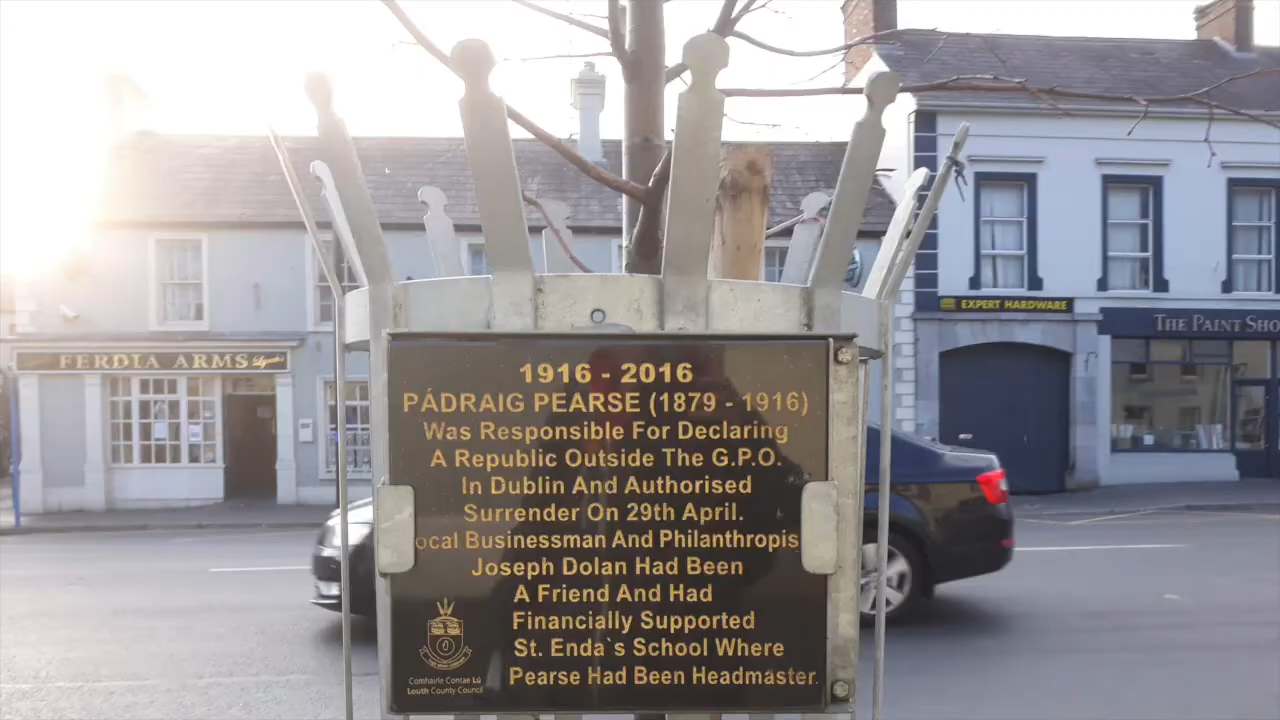 FERDIA ARMS
EXPERT HARDWARE
THE PAINT SHO
1916 - 2016
PÁDRAIG PEARSE (1879 - 1916)
Was Responsible For Declaring
A Republic Outside The G.P.O.
In Dublin And Authorised
Surrender On 29th April.
ocal Businessman And Philanthropis
Joseph Dolan Had Been
A Friend And Had
Financially Supported
St. Enda`s School Where
Pearse Had Been Headmaster.
Comhairle Contae Lú
Louth County Council